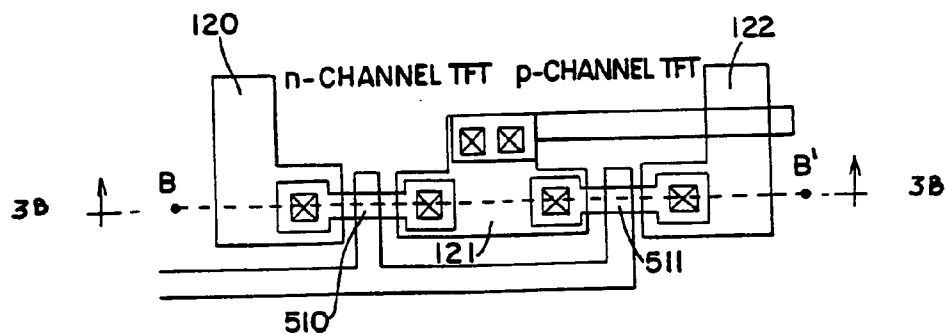 120
122
n-CHANNEL TFT p-CHANNEL TFT
3B B B' 3B
121
511
510